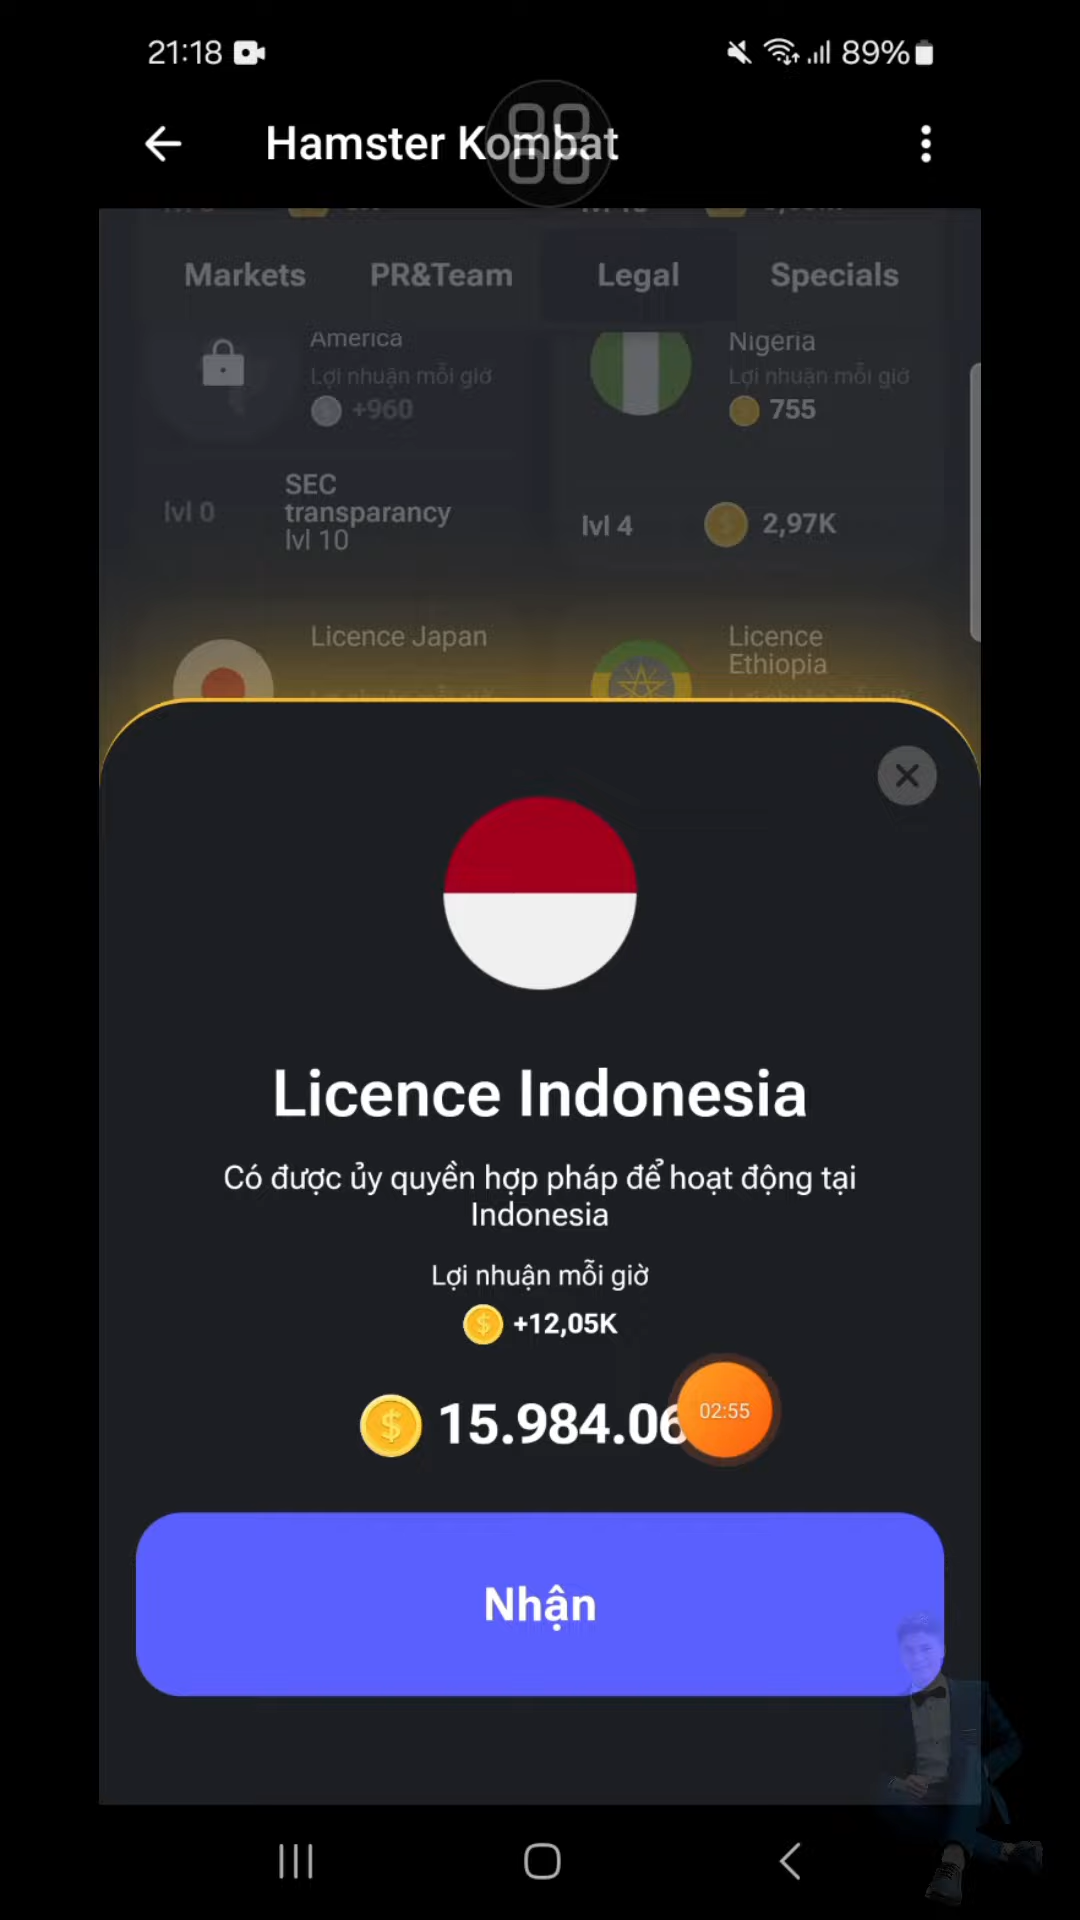 21:18
89%
Hamster Kombat
Markets
PR&Team
Legal
Specials
America
Lợi nhuận mỗi giờ
+960
Nigeria
Lợi nhuận mỗi giờ
755
lvl 0
SEC
transparancy
lvl 10
lvl 4
2,97K
Licence Japan
Licence
Ethiopia
Licence Indonesia
Có được ủy quyền hợp pháp để hoạt động tại
Indonesia
Lợi nhuận mỗi giờ
+12,05K
15.984.06
02:55
Nhận